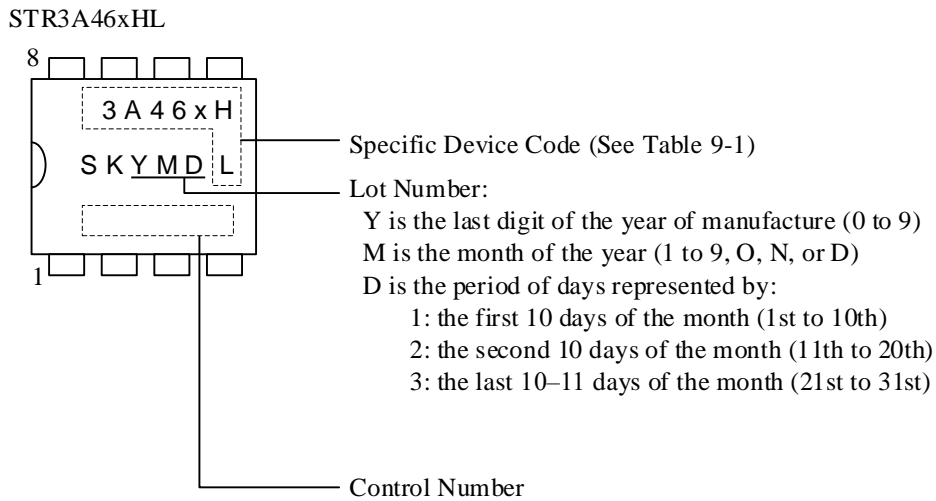 STR3A46xHL
8
3A46xH
SKYMD L
1
Specific Device Code (See Table 9-1)
Lot Number:
Y is the last digit of the year of manufacture (0 to 9)
M is the month of the year (1 to 9, O, N, or D)
D is the period of days represented by:
1: the first 10 days of the month (1st to 10th)
2: the second 10 days of the month (11th to 20th)
3: the last 10–11 days of the month (21st to 31st)
Control Number